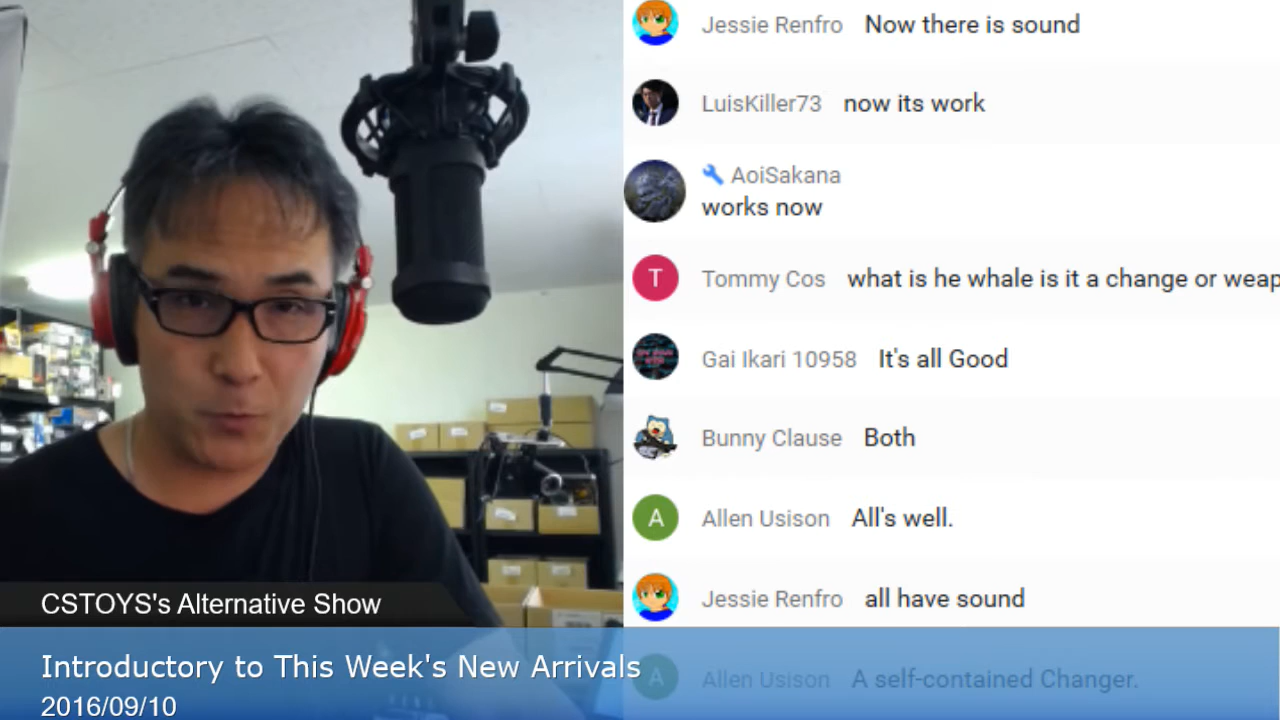 Jessie Renfro Now there is sound
LuisKiller73 now its work
AoiSakana
works now
T Tommy Cos what is he whale is it a change or weap
Gai Ikari 10958 It's all Good
Bunny Clause Both
A Allen Usison All's well.
Jessie Renfro all have sound
A Allen Usison A self-contained Changer.
CSTOYS's Alternative Show
Introductory to This Week's New Arrivals
2016/09/10